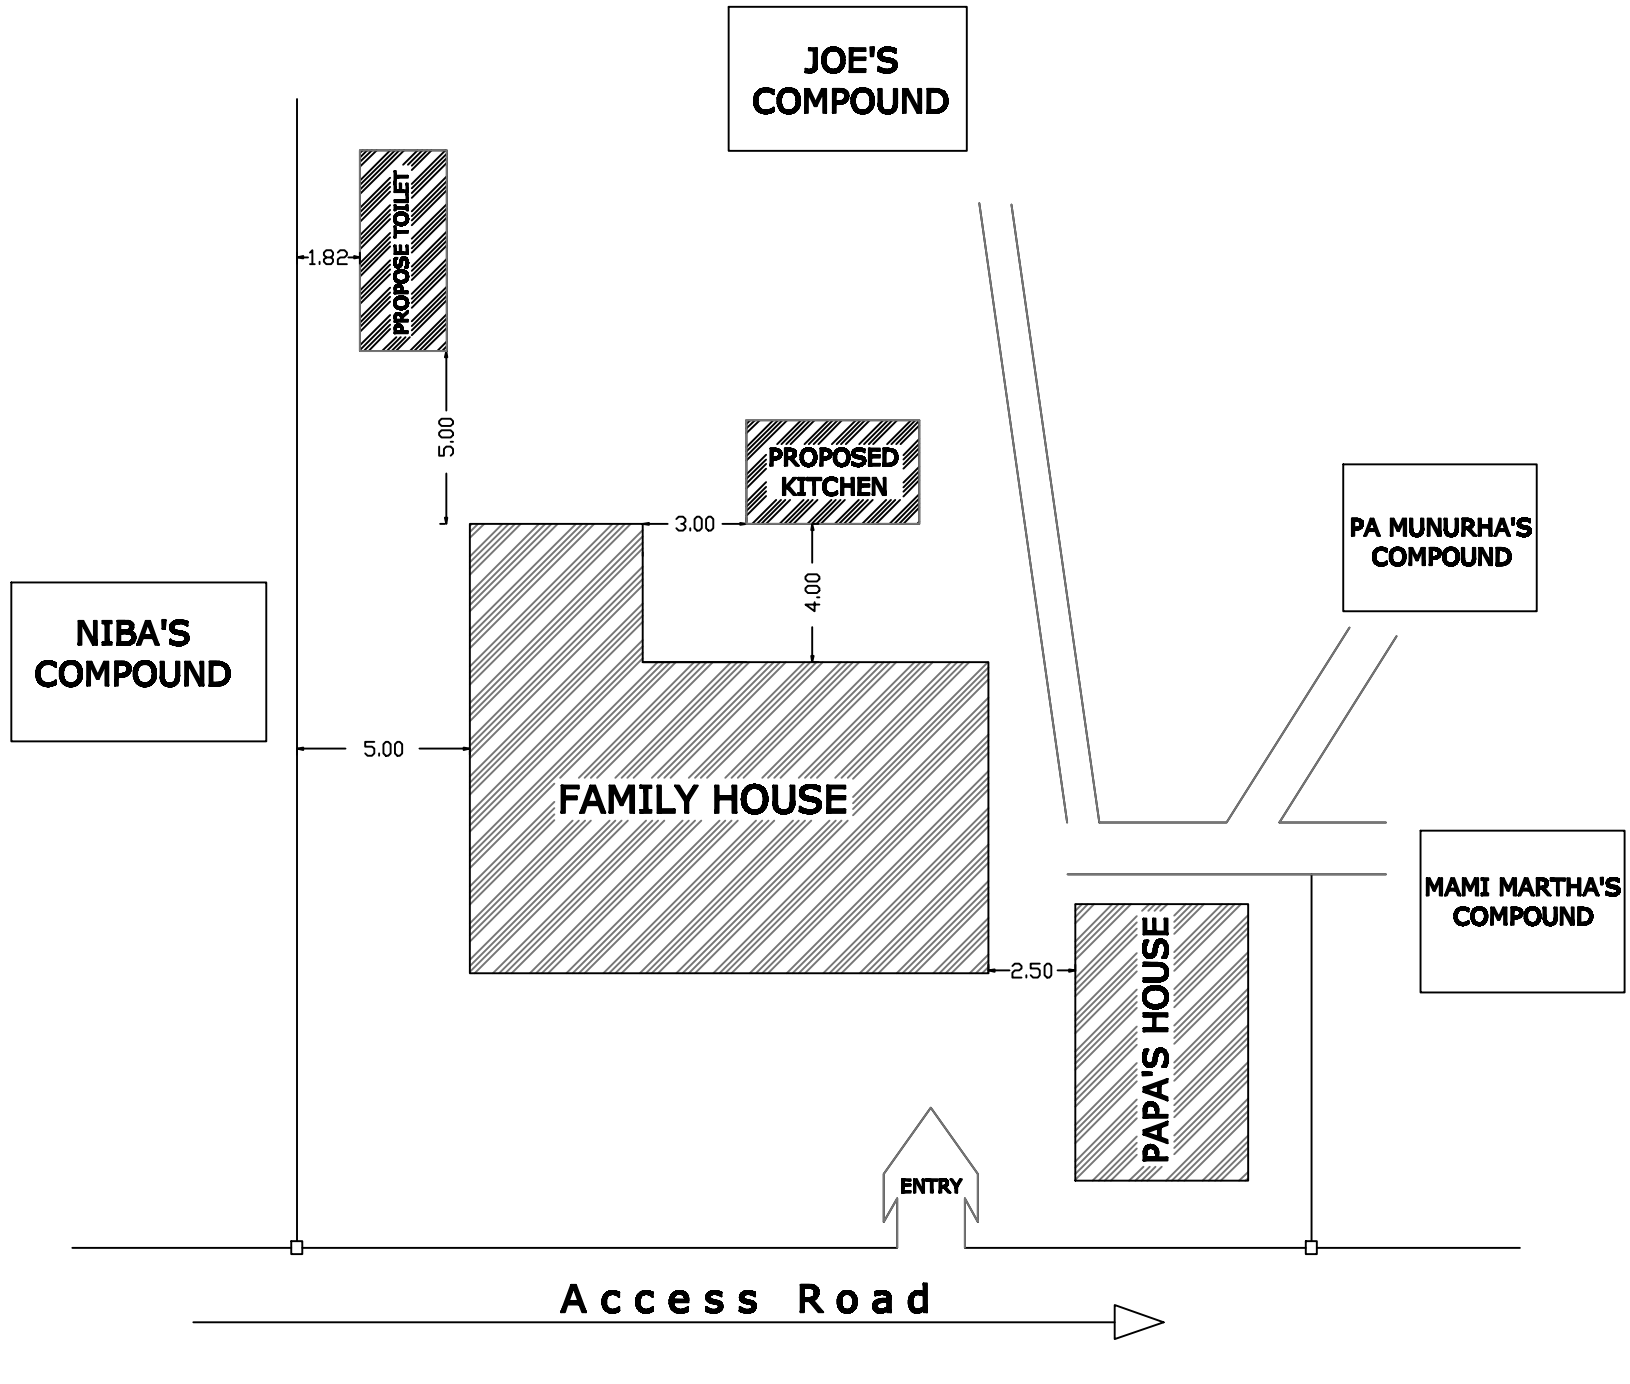 JOE'S
COMPOUND
PROPOSE TOILET
1.82
5.00
PROPOSED
KITCHEN
3.00
4.00
PA MUNURHA'S
COMPOUND
NIBA'S
COMPOUND
5.00
FAMILY HOUSE
MAMI MARTHA'S
COMPOUND
2.50
PAPA'S HOUSE
ENTRY
Access Road